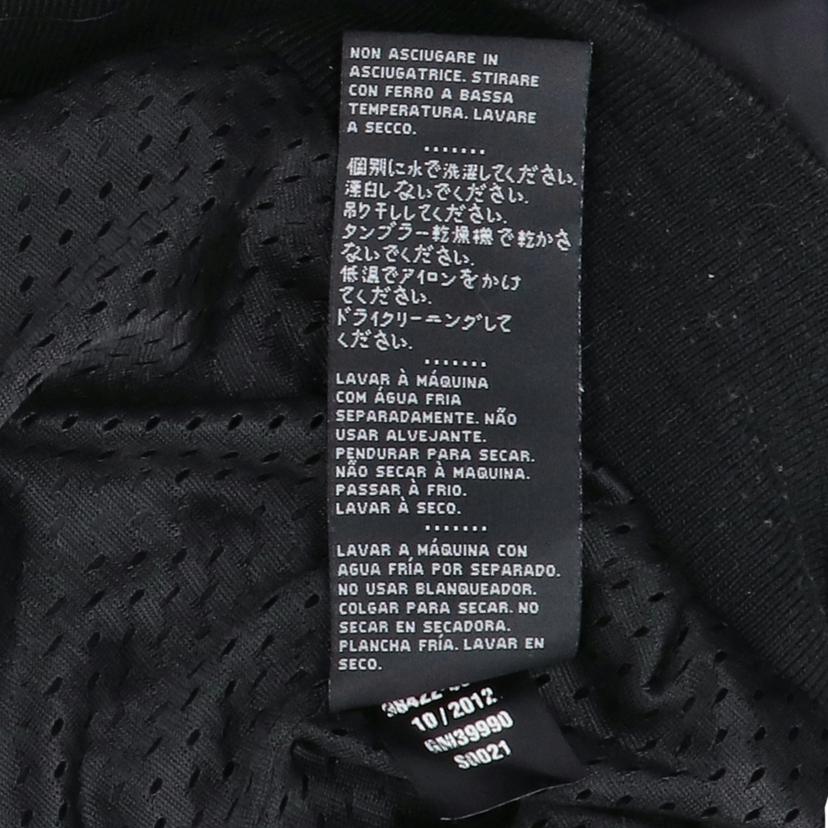 NON ASCIUGARE IN
ASCIUGATRICE. STIRARE
CON FERRO A BASSA
TEMPERATURA. LAVARE
A SECCO.
個別に水で洗濯してください.
漂白しないでください.
吊り干ししてください.
タンブラー乾燥機で乾かさ
ないでください.
低温でアイロンをかけ
てください.
ドライクリーニングして
ください.
LAVAR À MÁQUINA
COM ÁGUA FRIA
SEPARADAMENTE. NÃO
USAR ALVEJANTE.
PENDURAR PARA SECAR.
NÃO SECAR À MAQUINA.
PASSAR À FRIO.
LAVAR À SECO.
LAVAR A MÁQUINA CON
AGUA FRÍA POR SEPARADO.
NO USAR BLANQUEADOR.
COLGAR PARA SECAR. NO
SECAR EN SECADORA.
PLANCHA FRÍA. LAVAR EN
SECO.
10/2012
S0021